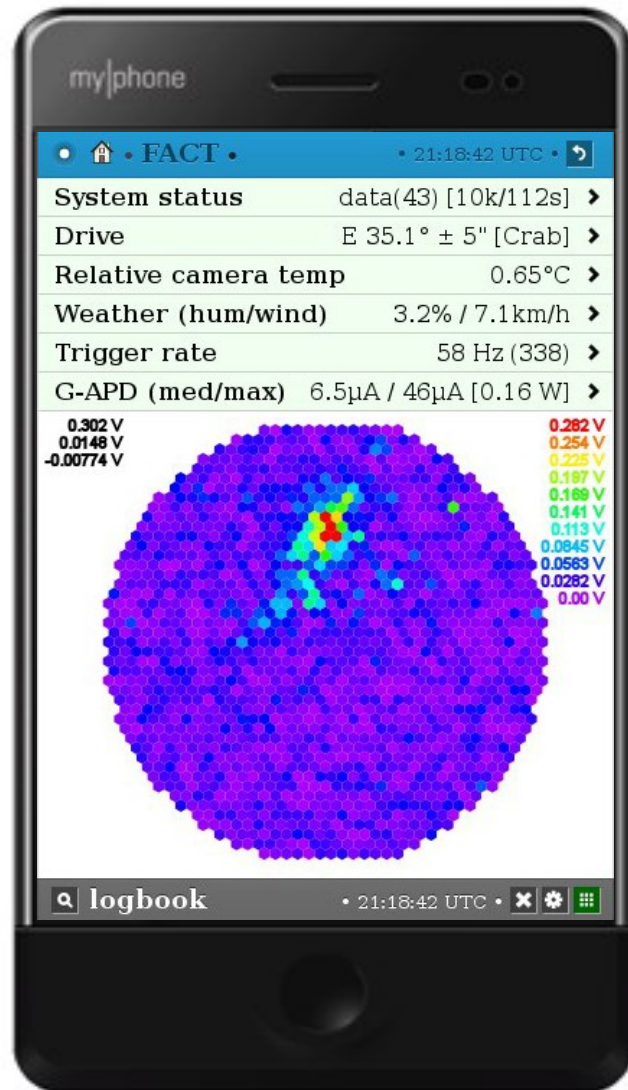 my|phone
• FACT •
• 21:18:42 UTC •
System status data(43) [10k/112s]
Drive E 35.1° ± 5" [Crab]
Relative camera temp 0.65°C
Weather (hum/wind) 3.2% / 7.1km/h
Trigger rate 58 Hz (338)
G-APD (med/max) 6.5µA / 46µA [0.16 W]
0.302 V
0.0148 V
-0.00774 V
0.282 V
0.254 V
0.225 V
0.197 V
0.169 V
0.141 V
0.113 V
0.0845 V
0.0563 V
0.0282 V
0.00 V
logbook • 21:18:42 UTC •